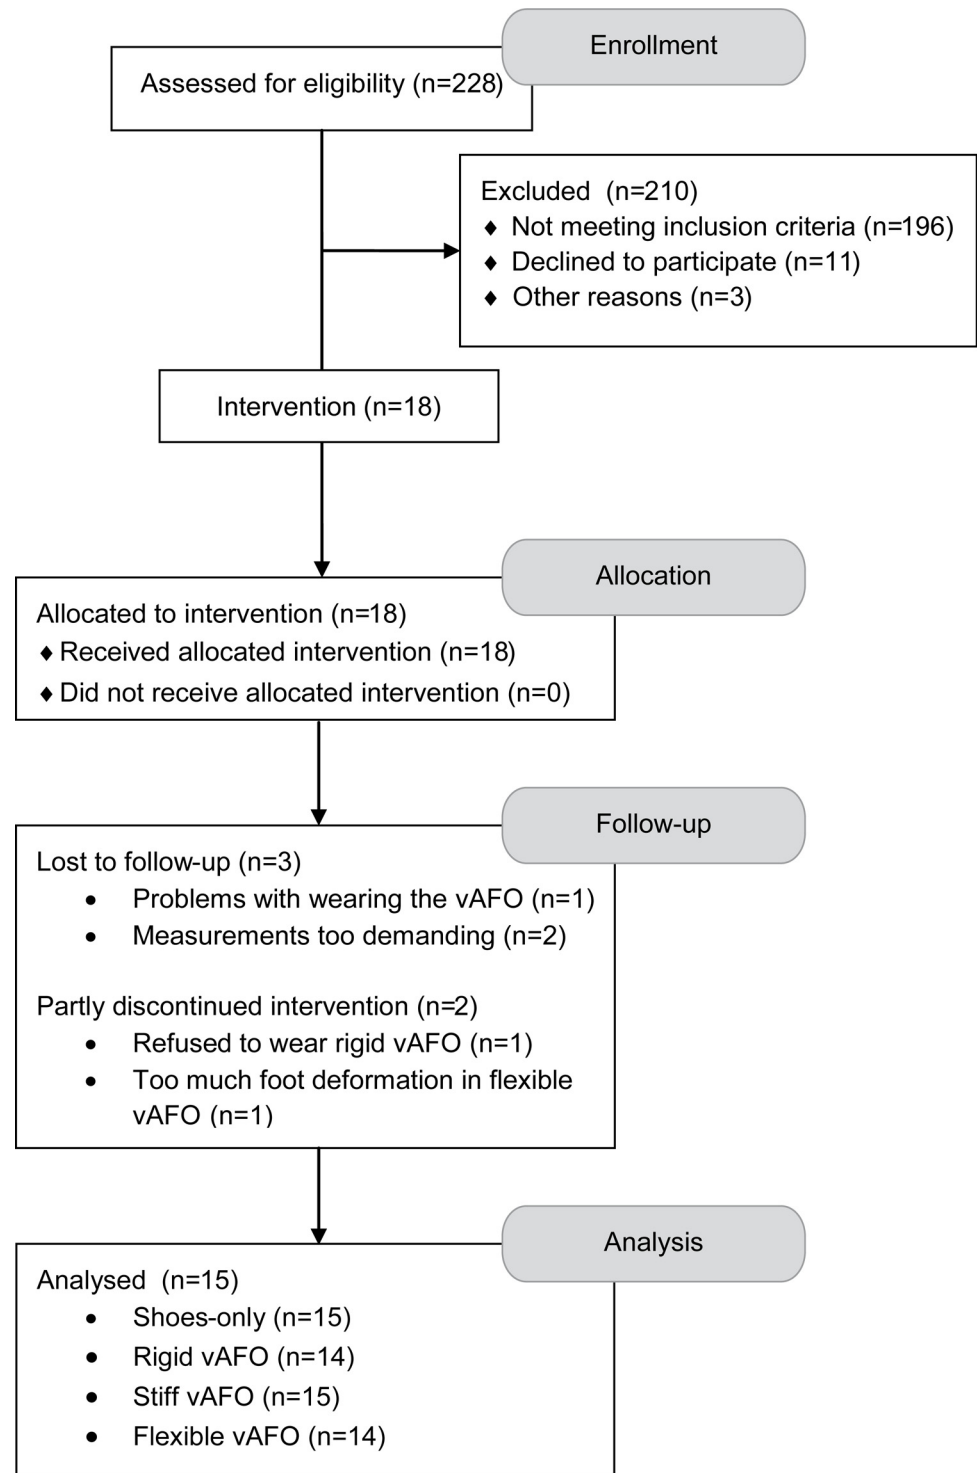 Enrollment
Assessed for eligibility (n=228)
Excluded (n=210)
♦ Not meeting inclusion criteria (n=196)
♦ Declined to participate (n=11)
♦ Other reasons (n=3)
Intervention (n=18)
Allocation
Allocated to intervention (n=18)
♦ Received allocated intervention (n=18)
♦ Did not receive allocated intervention (n=0)
Follow-up
Lost to follow-up (n=3)
• Problems with wearing the vAFO (n=1)
• Measurements too demanding (n=2)
Partly discontinued intervention (n=2)
• Refused to wear rigid vAFO (n=1)
• Too much foot deformation in flexible
vAFO (n=1)
Analysis
Analysed (n=15)
• Shoes-only (n=15)
• Rigid vAFO (n=14)
• Stiff vAFO (n=15)
• Flexible vAFO (n=14)